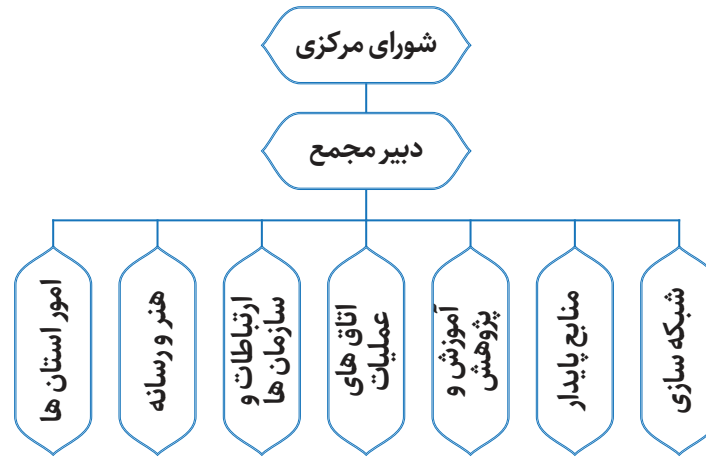 شورای مرکزی
دبیر مجمع
شبکه سازی
منابع پایدار
آموزش و
پژوهش
اتاق های
عملیات
ارتباطات و
سازمان ها
هنر و رسانه
امور استان ها